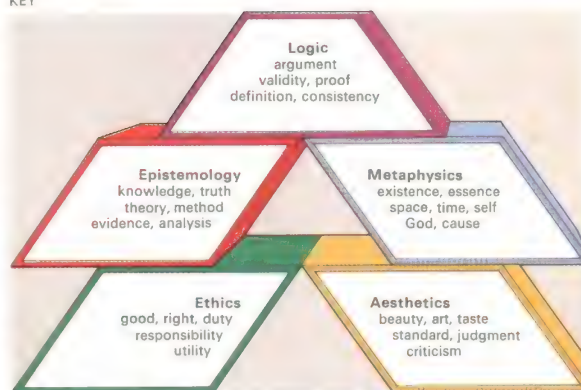 KEY
Logic
argument
validity, proof
definition, consistency
Epistemology
knowledge, truth
theory, method
evidence, analysis
Metaphysics
existence, essence
space, time, self
God, cause
Ethics
good, right, duty
responsibility
utility
Aesthetics
beauty, art, taste
standard, judgment
criticism